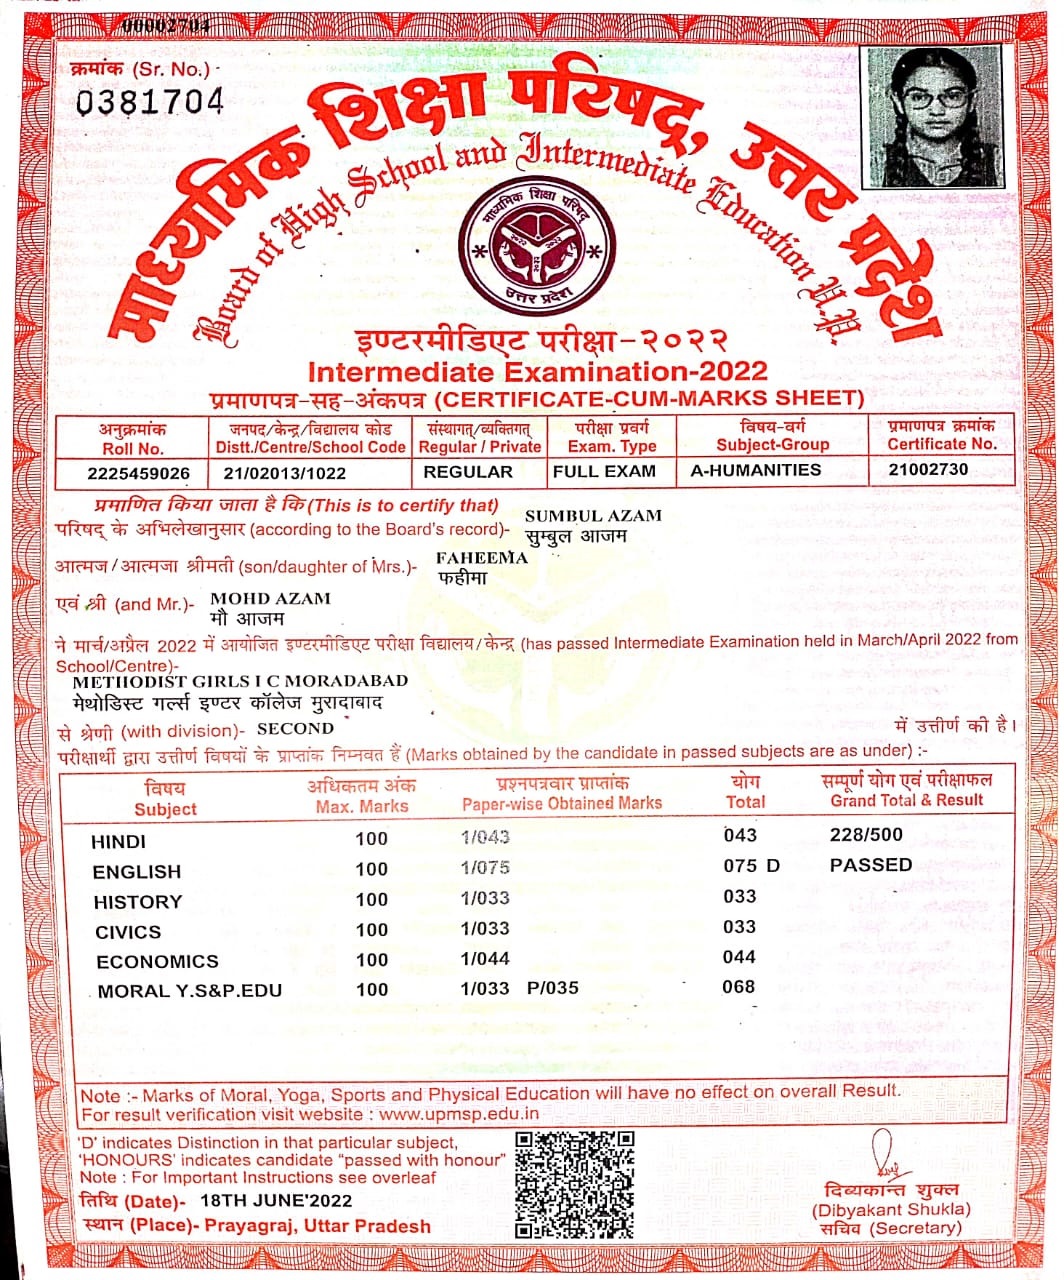 00002704
क्रमांक (Sr. No.) -
0381704
माध्यमिक शिक्षा परिषद्, उत्तर प्रदेश
Board of High School and Intermediate Education U.P.
माध्यमिक शिक्षा परिषद
२०२२ २०२२
२०२२
उत्तर प्रदेश
इण्टरमीडिएट परीक्षा-२०२२
Intermediate Examination-2022
प्रमाणपत्र-सह-अंकपत्र (CERTIFICATE-CUM-MARKS SHEET)
अनुक्रमांक जनपद/केन्द्र/विद्यालय कोड संस्थागत्/व्यक्तिगत् परीक्षा प्रवर्ग विषय-वर्ग प्रमाणपत्र क्रमांक
Roll No. Distt./Centre/School Code Regular / Private Exam. Type Subject-Group Certificate No.
2225459026 21/02013/1022 REGULAR FULL EXAM A-HUMANITIES 21002730
प्रमाणित किया जाता है कि (This is to certify that)
परिषद् के अभिलेखानुसार (according to the Board's record)- SUMBUL AZAM
सुम्बुल आजम
आत्मज/आत्मजा श्रीमती (son/daughter of Mrs.)- FAHEEMA
फहीमा
एवं श्री (and Mr.)- MOHD AZAM
मौ आजम
ने मार्च/अप्रैल 2022 में आयोजित इण्टरमीडिएट परीक्षा विद्यालय/केन्द्र (has passed Intermediate Examination held in March/April 2022 from
School/Centre)-
METHODIST GIRLS I C MORADABAD
मेथोडिस्ट गर्ल्स इण्टर कॉलेज मुरादाबाद
से श्रेणी (with division)- SECOND में उत्तीर्ण की है।
परीक्षार्थी द्वारा उत्तीर्ण विषयों के प्राप्तांक निम्नवत हैं (Marks obtained by the candidate in passed subjects are as under) :-
विषय अधिकतम अंक प्रश्नपत्रवार प्राप्तांक योग सम्पूर्ण योग एवं परीक्षाफल
Subject Max. Marks Paper-wise Obtained Marks Total Grand Total & Result
HINDI 100 1/043 043 228/500
ENGLISH 100 1/075 075 D PASSED
HISTORY 100 1/033 033
CIVICS 100 1/033 033
ECONOMICS 100 1/044 044
MORAL Y.S&P.EDU 100 1/033 P/035 068
Note :- Marks of Moral, Yoga, Sports and Physical Education will have no effect on overall Result.
For result verification visit website : www.upmsp.edu.in
'D' indicates Distinction in that particular subject,
'HONOURS' indicates candidate "passed with honour"
Note : For Important Instructions see overleaf
तिथि (Date)- 18TH JUNE'2022
स्थान (Place)- Prayagraj, Uttar Pradesh
दिव्यकान्त शुक्ल
(Dibyakant Shukla)
सचिव (Secretary)